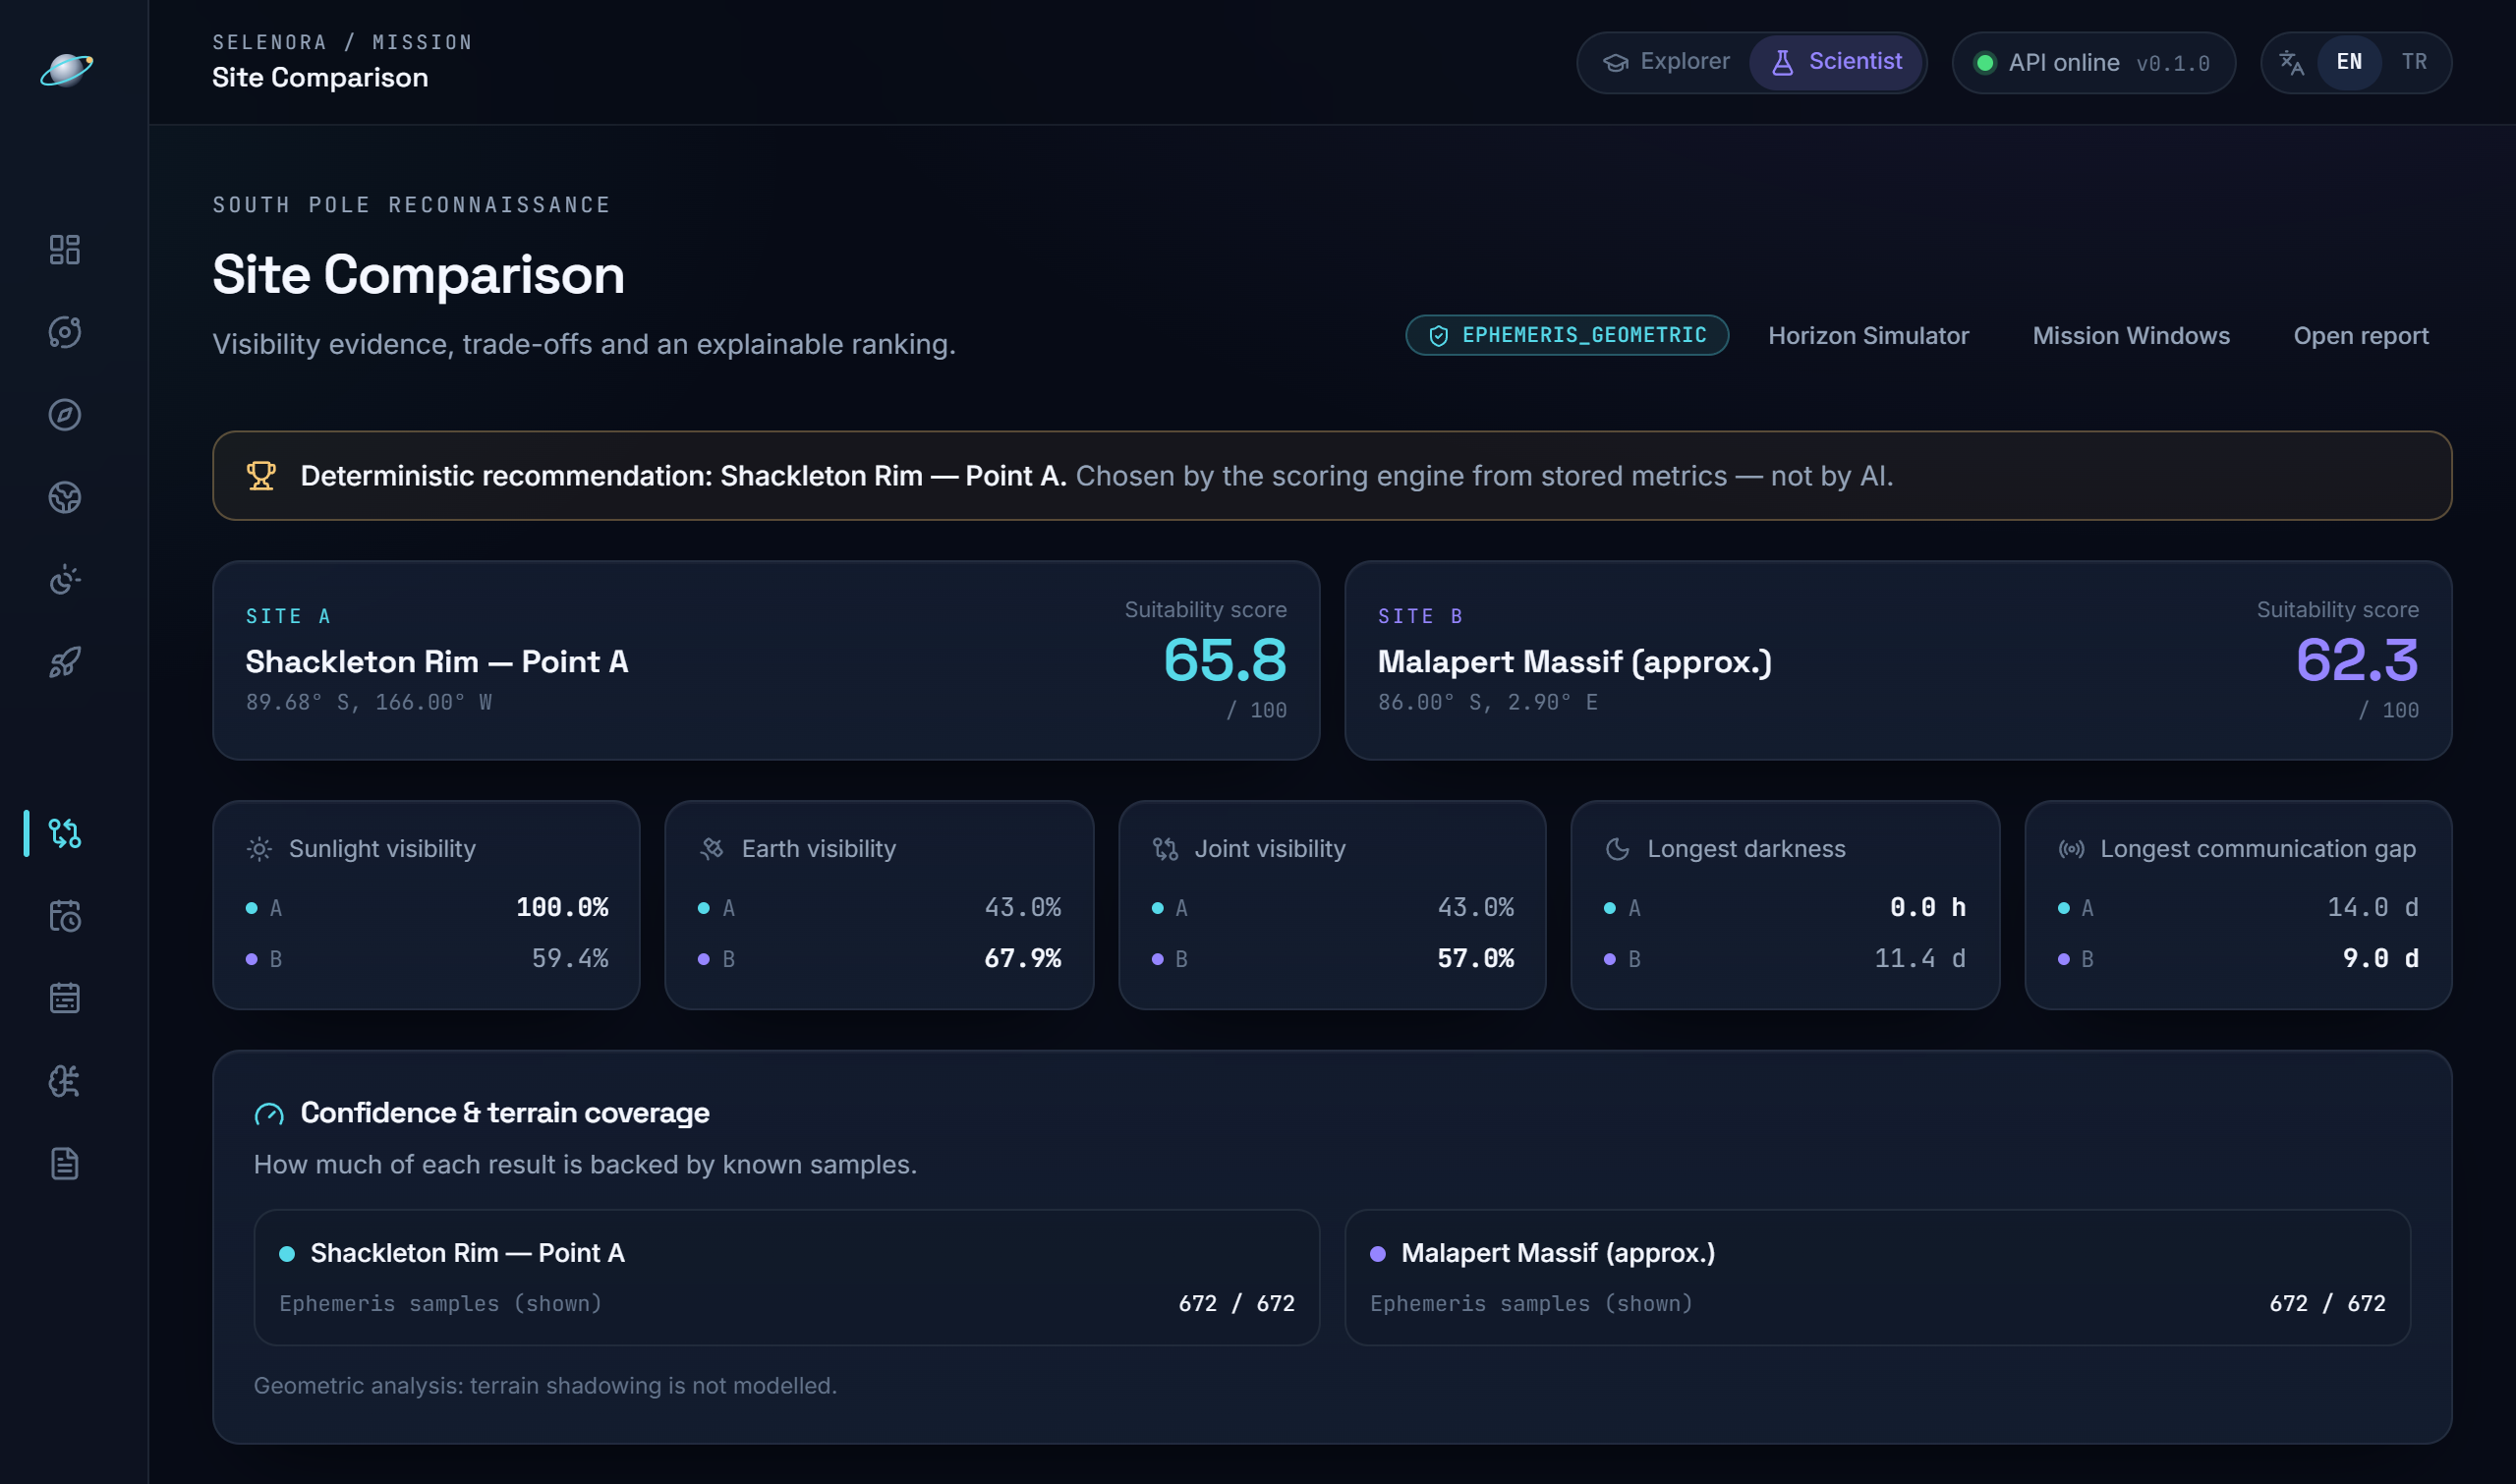 SELENORA / MISSION
Site Comparison
Explorer
Scientist
API online v0.1.0
EN
TR
SOUTH POLE RECONNAISSANCE
Site Comparison
Visibility evidence, trade-offs and an explainable ranking.
EPHEMERIS_GEOMETRIC
Horizon Simulator
Mission Windows
Open report
Deterministic recommendation: Shackleton Rim — Point A. Chosen by the scoring engine from stored metrics — not by AI.
SITE A
Shackleton Rim — Point A
89.68° S, 166.00° W
Suitability score
65.8
/ 100
SITE B
Malapert Massif (approx.)
86.00° S, 2.90° E
Suitability score
62.3
/ 100
Sunlight visibility
A 100.0%
B 59.4%
Earth visibility
A 43.0%
B 67.9%
Joint visibility
A 43.0%
B 57.0%
Longest darkness
A 0.0 h
B 11.4 d
Longest communication gap
A 14.0 d
B 9.0 d
Confidence & terrain coverage
How much of each result is backed by known samples.
Shackleton Rim — Point A
Ephemeris samples (shown) 672 / 672
Malapert Massif (approx.)
Ephemeris samples (shown) 672 / 672
Geometric analysis: terrain shadowing is not modelled.